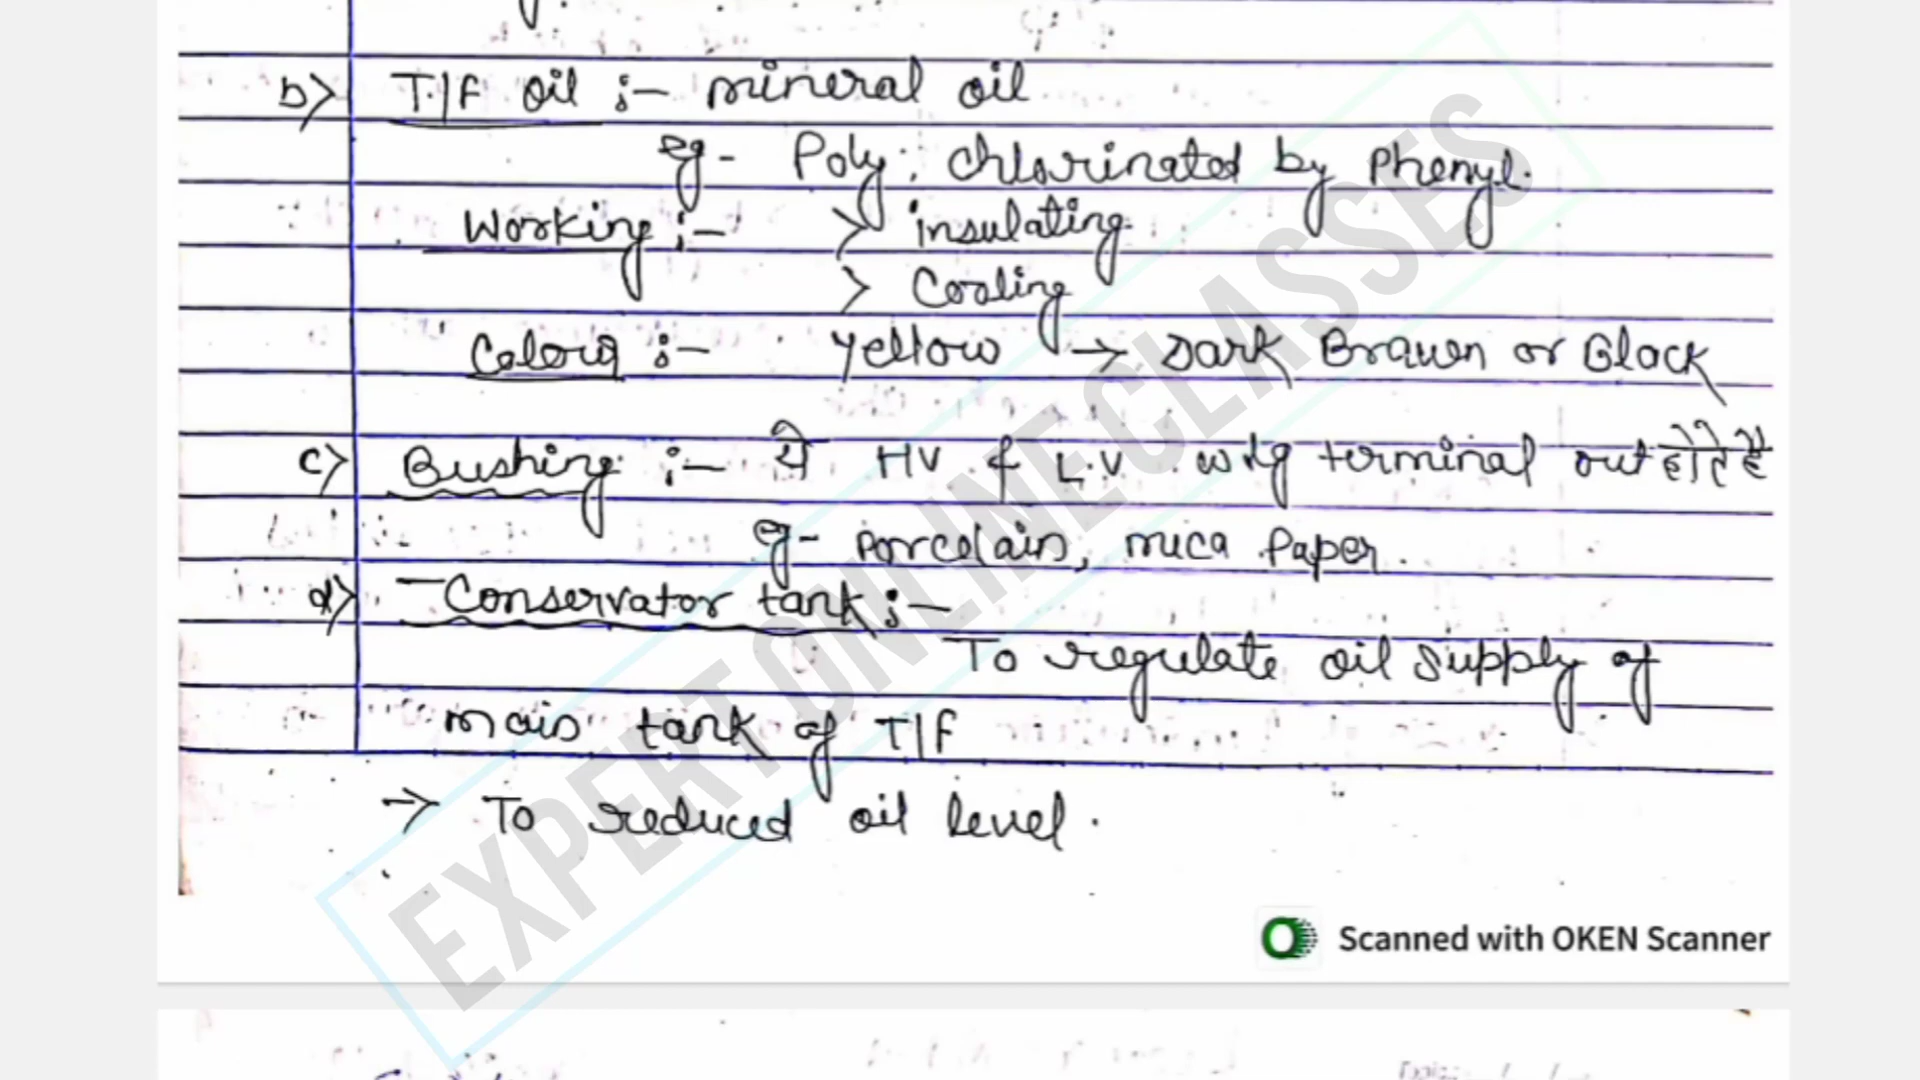 b> T/F oil :- mineral oil
eg- Poly; chlorinated by Phenyl.
Working :- > insulating
> Cooling
Colour :- yellow → Dark Brawen or Black
c> Bushing :- ये HV & L.V wdg terminal out होते है
eg- Porcelain, mica Paper.
d> Conservator tank :-
To regulate oil supply of
main tank of T/F
→ To reduced oil level.
EXPERT ONLINE CLASSES
Scanned with OKEN Scanner